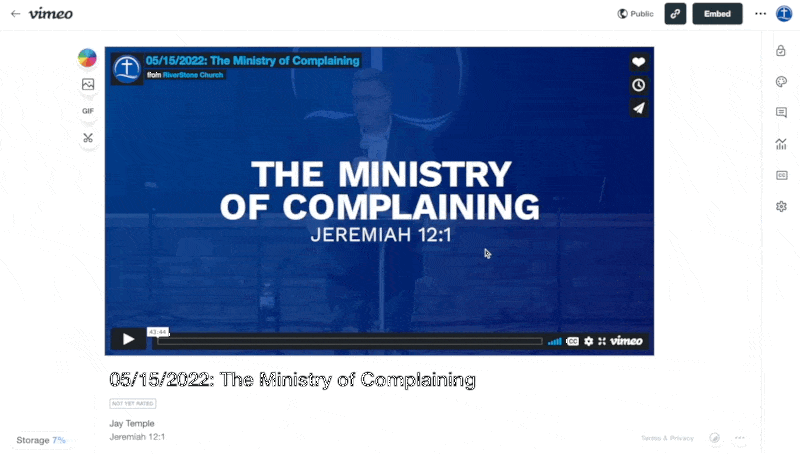 vimeo
Public
Embed
05/15/2022: The Ministry of Complaining
from RiverStone Church
GIF
THE MINISTRY
OF COMPLAINING
JEREMIAH 12:1
CC
43:44
CC
vimeo
05/15/2022: The Ministry of Complaining
NOT YET RATED
Jay Temple
Jeremiah 12:1
Storage 7%
Terms & Privacy